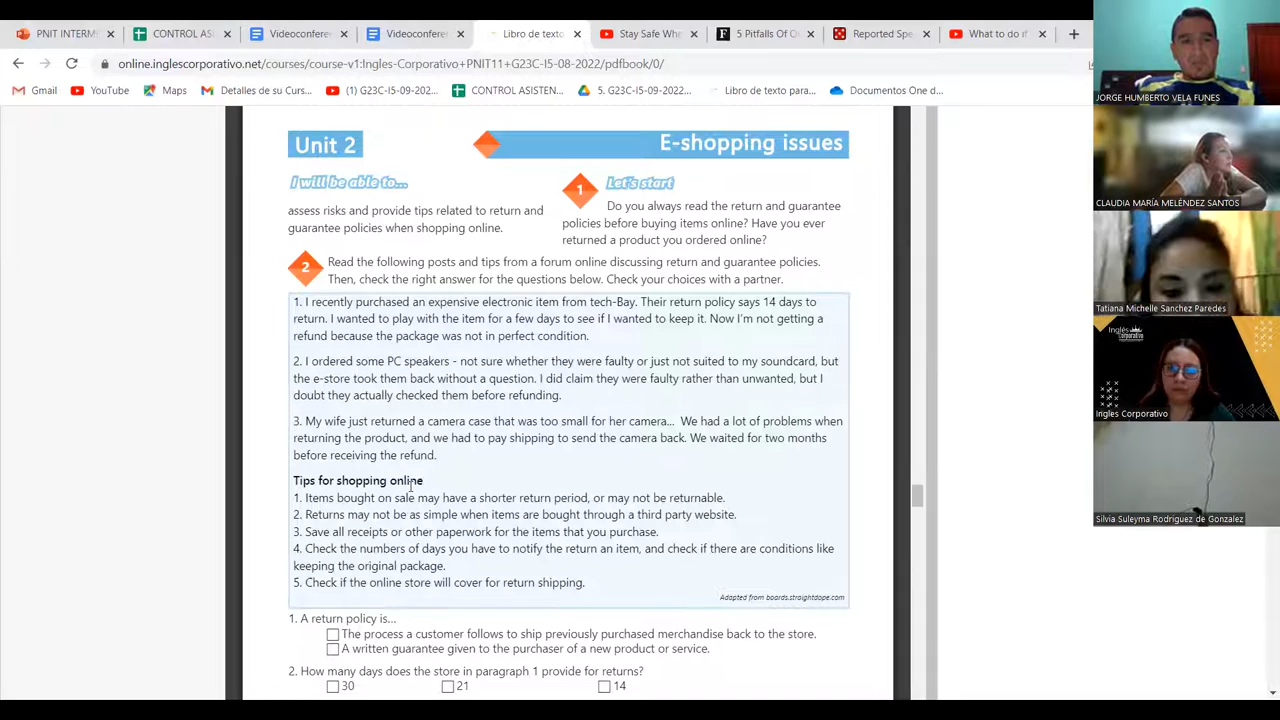 PNIT INTERM
CONTROL AS
Videoconfere
Videoconfere
Libro de texto
Stay Safe Whe
5 Pitfalls Of O
Reported Spe
What to do if
online.inglescorporativo.net/courses/course-v1:Ingles-Corporativo+PNIT11+G23C-I5-08-2022/pdfbook/0/
Gmail
YouTube
Maps
Detalles de su Curs...
(1) G23C-I5-09-202...
CONTROL ASISTEN...
5. G23C-I5-09-2022...
Libro de texto para...
Documentos One d...
Unit 2
E-shopping issues
I will be able to...
assess risks and provide tips related to return and
guarantee policies when shopping online.
1
Let's start
Do you always read the return and guarantee
policies before buying items online? Have you ever
returned a product you ordered online?
2
Read the following posts and tips from a forum online discussing return and guarantee policies.
Then, check the right answer for the questions below. Check your choices with a partner.
1. I recently purchased an expensive electronic item from tech-Bay. Their return policy says 14 days to
return. I wanted to play with it for a few days to see if I wanted to keep it. Now I'm not getting a
refund because the package was not in perfect condition.
2. I ordered some PC speakers - not sure whether they were faulty or just not suited to my soundcard, but
the e-store took them back without a question. I did claim they were faulty rather than unwanted, but I
doubt they actually checked them before refunding.
3. My wife just returned a camera case that was too small for her camera... We had a lot of problems when
returning the product, and we had to pay shipping to send the camera back. We waited for two months
before receiving the refund.
Tips for shopping online
1. Items bought on sale may have a shorter return period, or may not be returnable.
2. Returns may not be as simple when items are bought through a third party website.
3. Save all receipts or other paperwork for the items that you purchase.
4. Check the numbers of days you have to notify the return an item, and check if there are conditions like
keeping the original package.
5. Check if the online store will cover for return shipping.
Adapted from boards.straightdope.com
1. A return policy is...
The process a customer follows to ship previously purchased merchandise back to the store.
A written guarantee given to the purchaser of a new product or service.
2. How many days does the store in paragraph 1 provide for returns?
30
21
14
JORGE HUMBERTO VELA FUNES
CLAUDIA MARÍA MELÉNDEZ SANTOS
Tatiana Michelle Sanchez Paredes
Inglés
Corporativo
Ingles Corporativo
Silvia Suleyma Rodriguez de Gonzalez